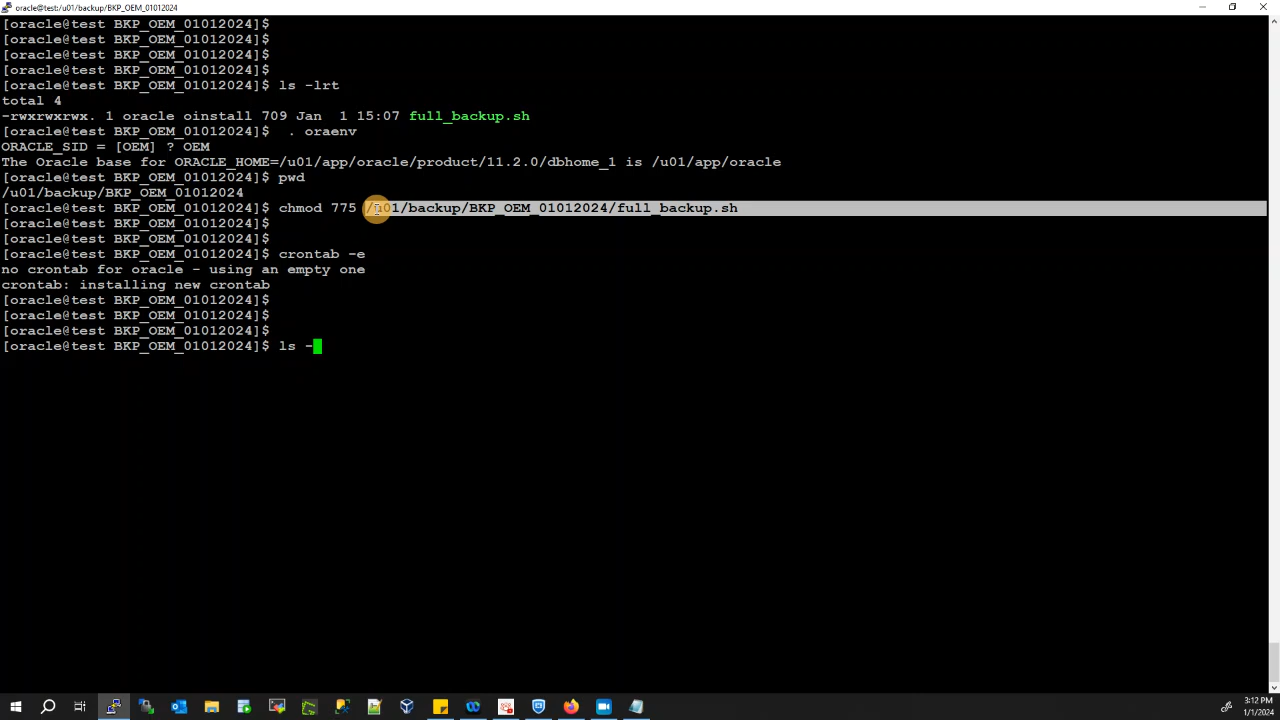 oracle@test:/u01/backup/BKP_OEM_01012024
[oracle@test BKP_OEM_01012024]$
[oracle@test BKP_OEM_01012024]$
[oracle@test BKP_OEM_01012024]$
[oracle@test BKP_OEM_01012024]$
[oracle@test BKP_OEM_01012024]$ ls -lrt
total 4
-rwxrwxrwx. 1 oracle oinstall 709 Jan  1 15:07 full_backup.sh
[oracle@test BKP_OEM_01012024]$  . oraenv
ORACLE_SID = [OEM] ? OEM
The Oracle base for ORACLE_HOME=/u01/app/oracle/product/11.2.0/dbhome_1 is /u01/app/oracle
[oracle@test BKP_OEM_01012024]$ pwd
/u01/backup/BKP_OEM_01012024
[oracle@test BKP_OEM_01012024]$ chmod 775 /u01/backup/BKP_OEM_01012024/full_backup.sh
[oracle@test BKP_OEM_01012024]$
[oracle@test BKP_OEM_01012024]$
[oracle@test BKP_OEM_01012024]$ crontab -e
no crontab for oracle - using an empty one
crontab: installing new crontab
[oracle@test BKP_OEM_01012024]$
[oracle@test BKP_OEM_01012024]$
[oracle@test BKP_OEM_01012024]$
[oracle@test BKP_OEM_01012024]$ ls -
3:12 PM
1/1/2024